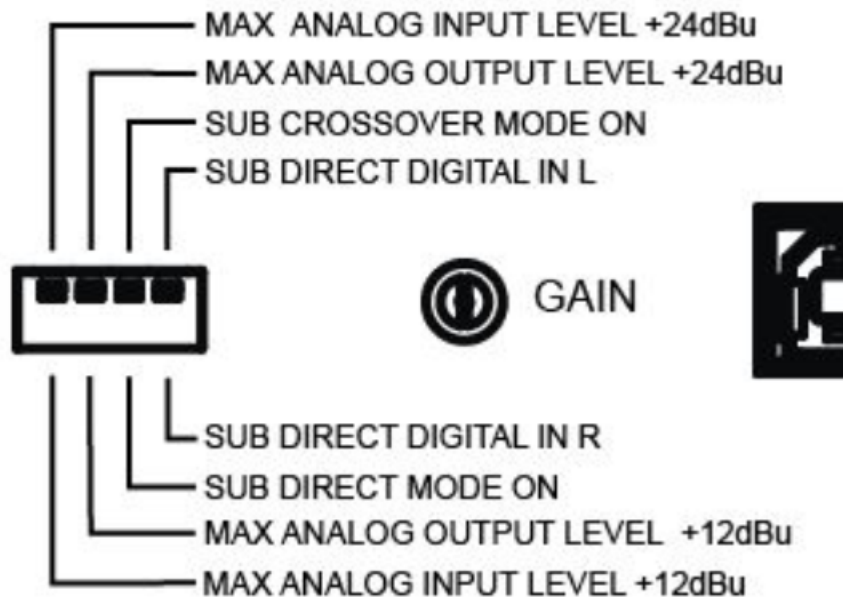 MAX ANALOG INPUT LEVEL +24dBu
MAX ANALOG OUTPUT LEVEL +24dBu
SUB CROSSOVER MODE ON
SUB DIRECT DIGITAL IN L
GAIN
SUB DIRECT DIGITAL IN R
SUB DIRECT MODE ON
MAX ANALOG OUTPUT LEVEL +12dBu
MAX ANALOG INPUT LEVEL +12dBu